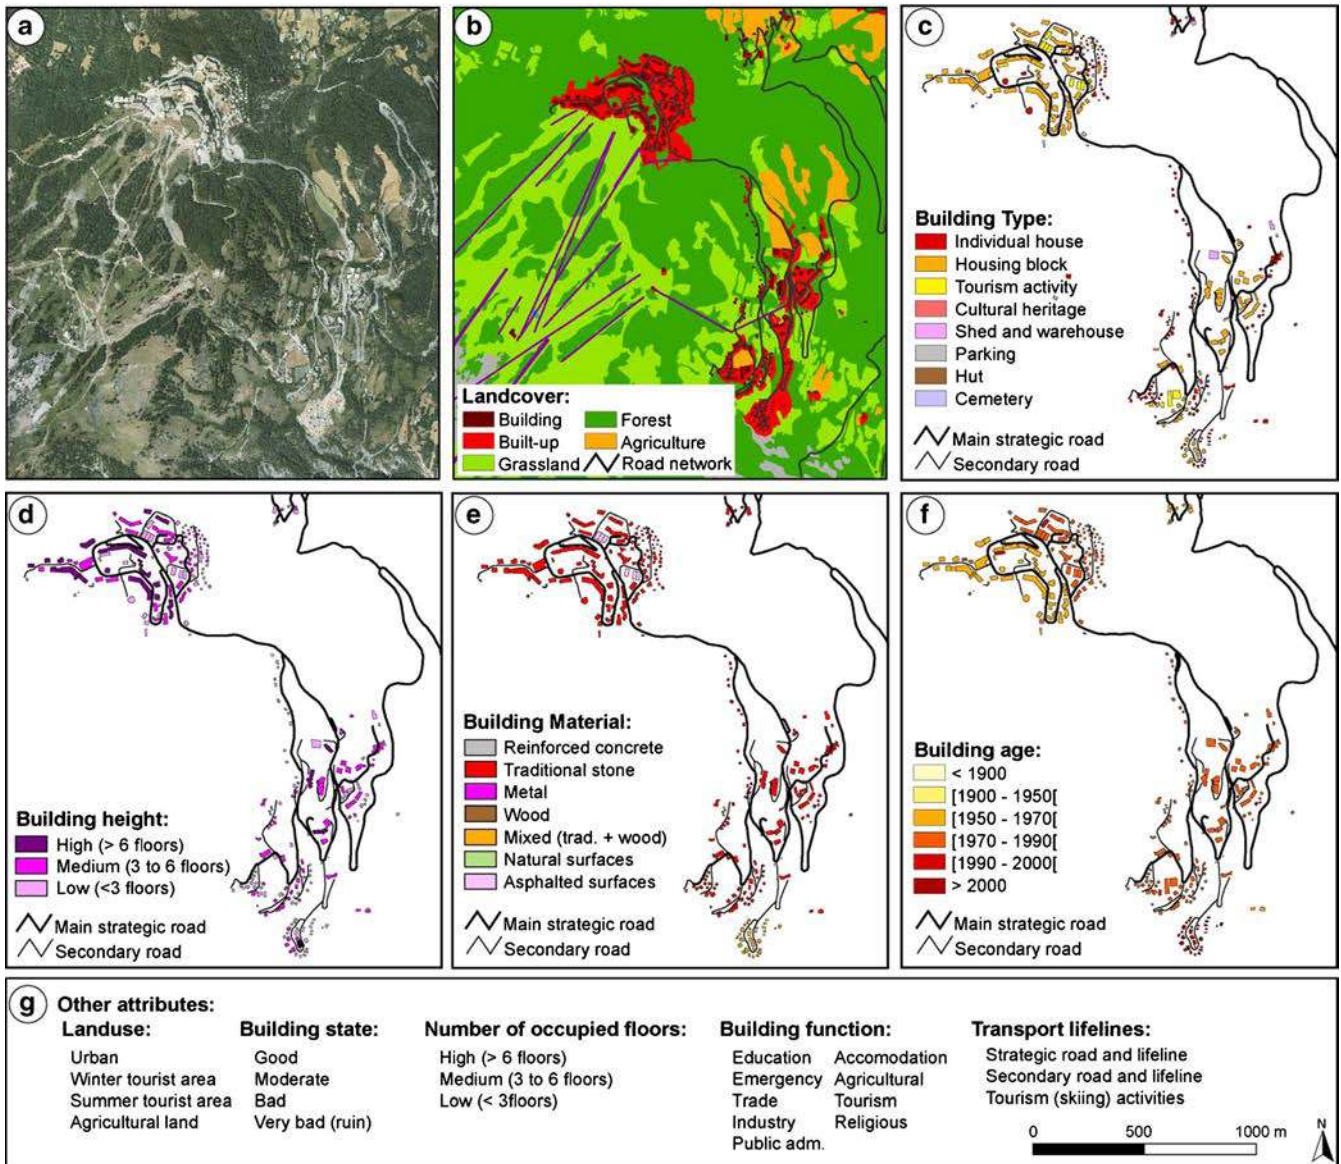 a
b
Landcover:
Building
Forest
Built-up
Agriculture
Grassland
Road network
c
Building Type:
Individual house
Housing block
Tourism activity
Cultural heritage
Shed and warehouse
Parking
Hut
Cemetery
Main strategic road
Secondary road
d
Building height:
High (> 6 floors)
Medium (3 to 6 floors)
Low (<3 floors)
Main strategic road
Secondary road
e
Building Material:
Reinforced concrete
Traditional stone
Metal
Wood
Mixed (trad. + wood)
Natural surfaces
Asphalted surfaces
Main strategic road
Secondary road
f
Building age:
< 1900
[1900 - 1950[
[1950 - 1970[
[1970 - 1990[
[1990 - 2000[
> 2000
Main strategic road
Secondary road
g Other attributes:
Landuse:
Urban
Winter tourist area
Summer tourist area
Agricultural land
Building state:
Good
Moderate
Bad
Very bad (ruin)
Number of occupied floors:
High (> 6 floors)
Medium (3 to 6 floors)
Low (< 3floors)
Building function:
Education Accomodation
Emergency Agricultural
Trade Tourism
Industry Religious
Public adm.
Transport lifelines:
Strategic road and lifeline
Secondary road and lifeline
Tourism (skiing) activities
0 500 1000 m
N